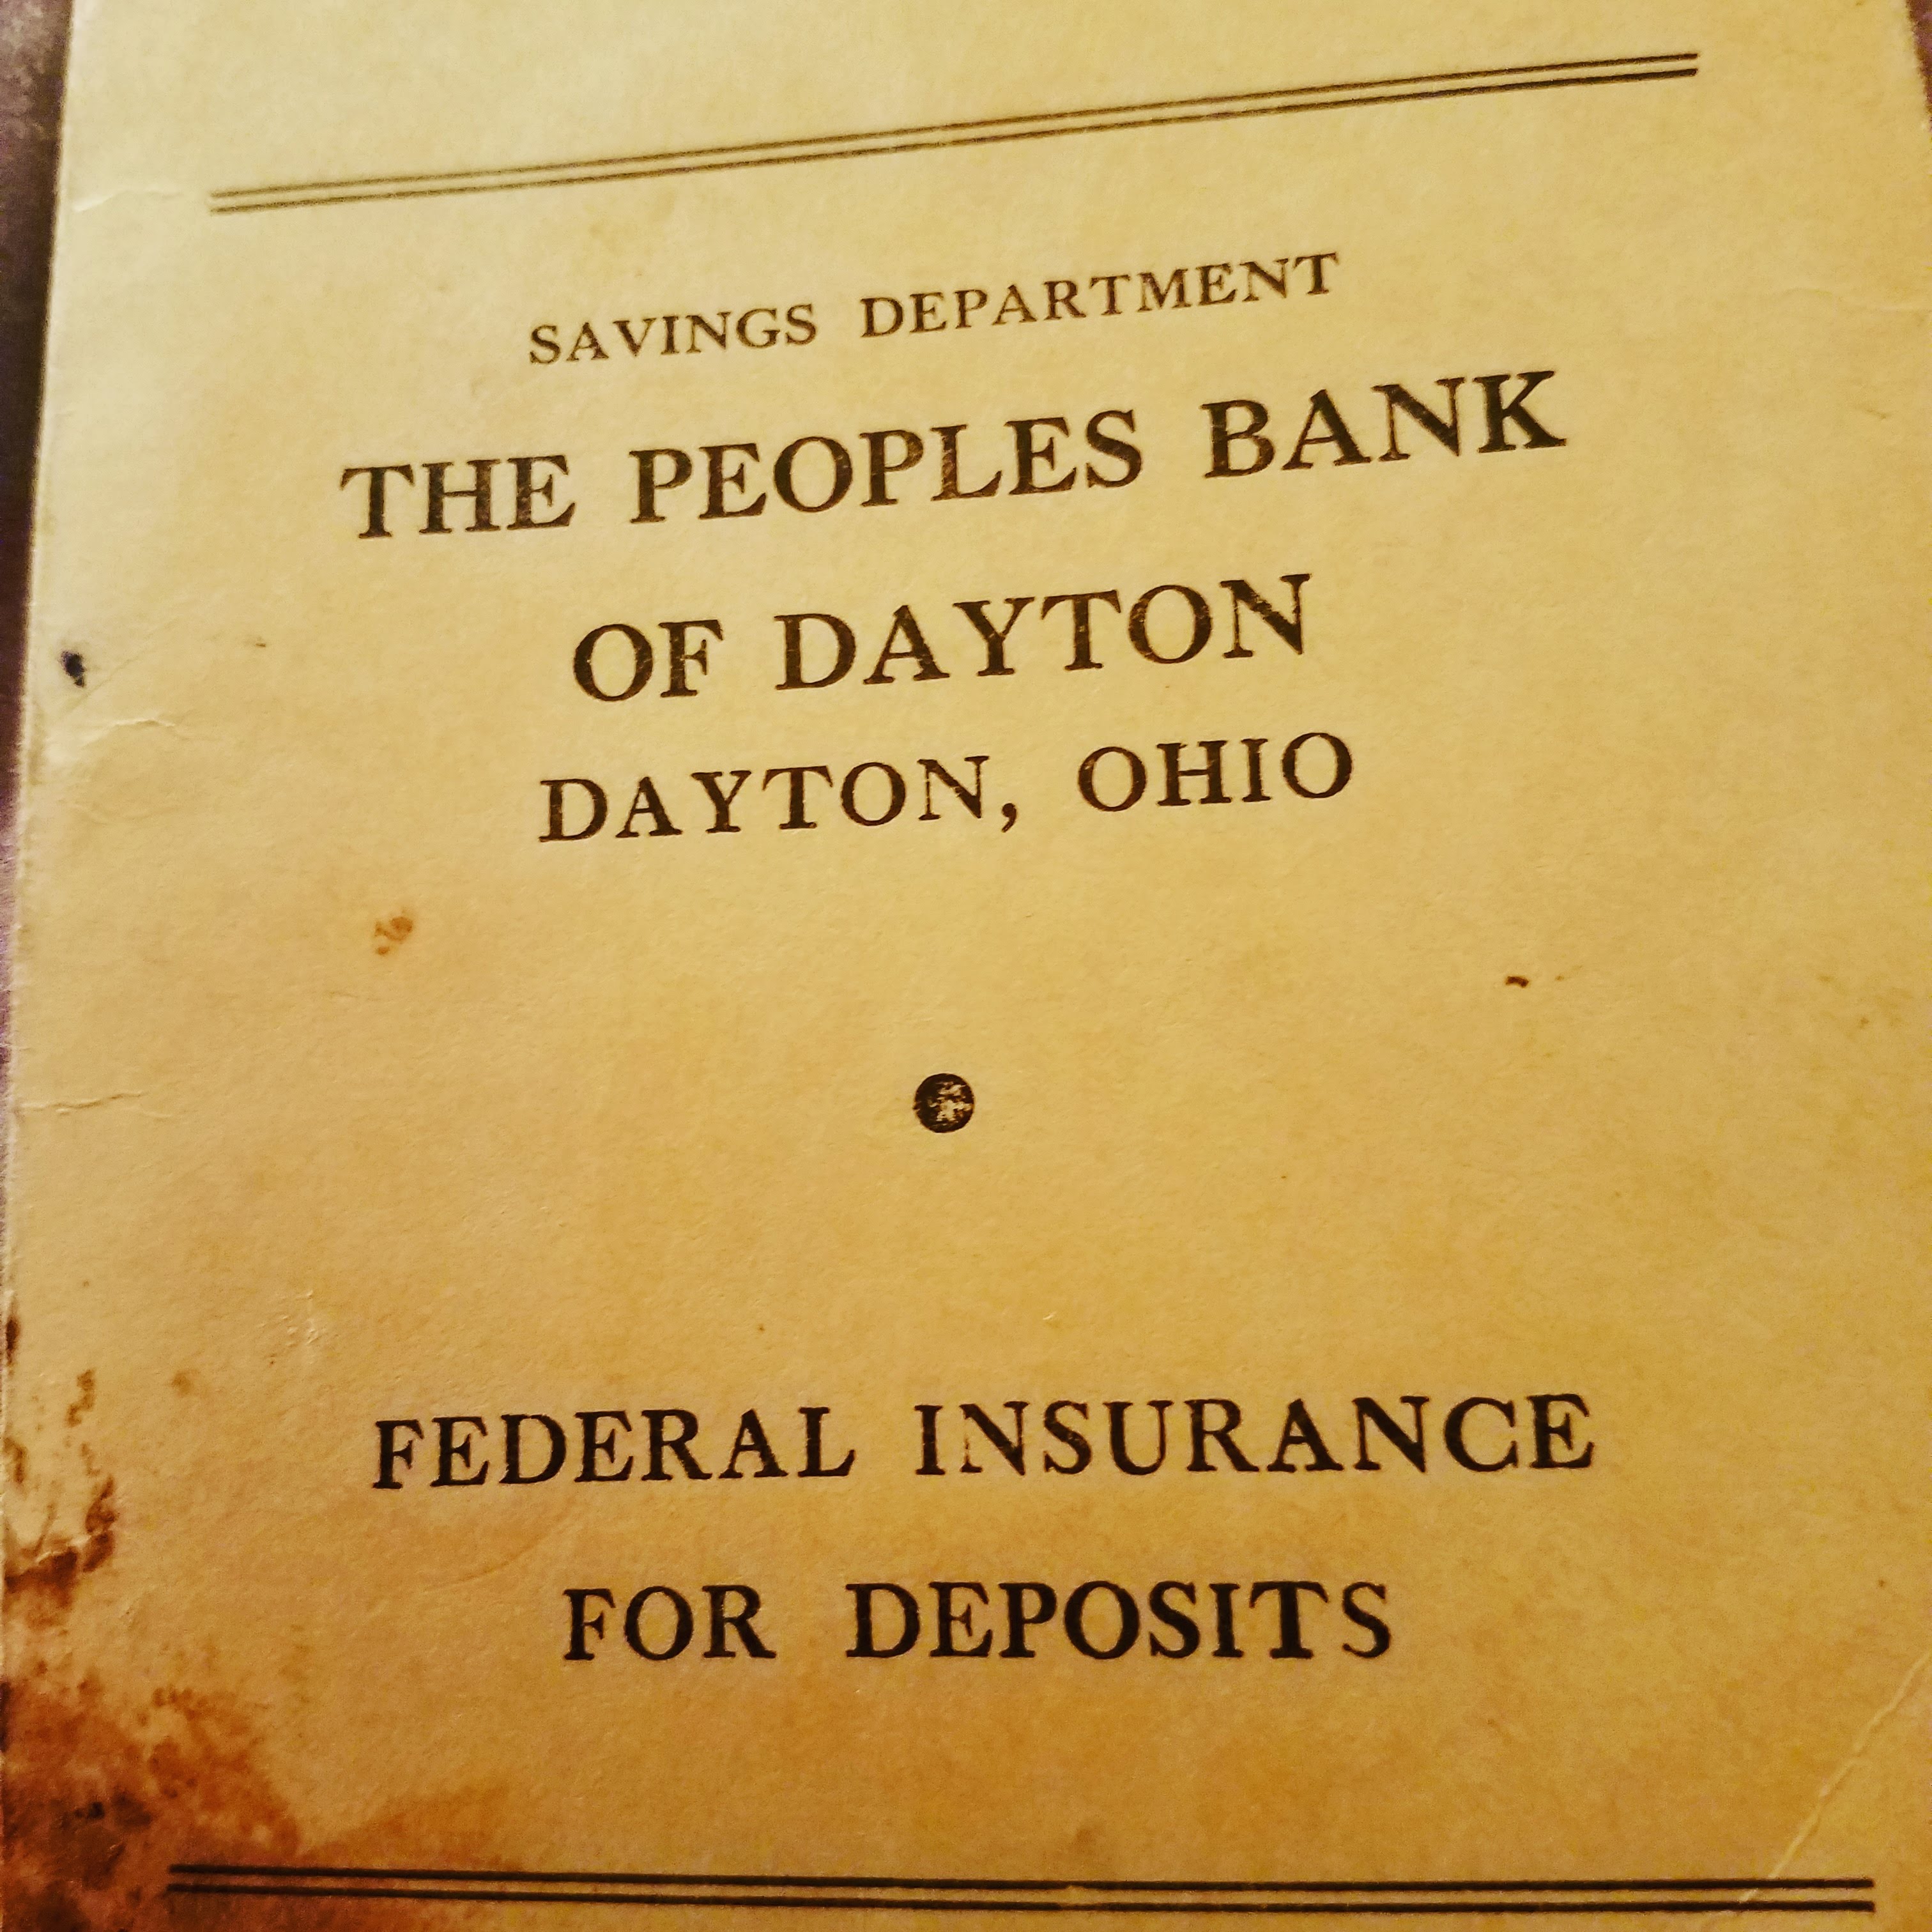 SAVINGS DEPARTMENT
THE PEOPLES BANK
OF DAYTON
DAYTON, OHIO
FEDERAL INSURANCE
FOR DEPOSITS